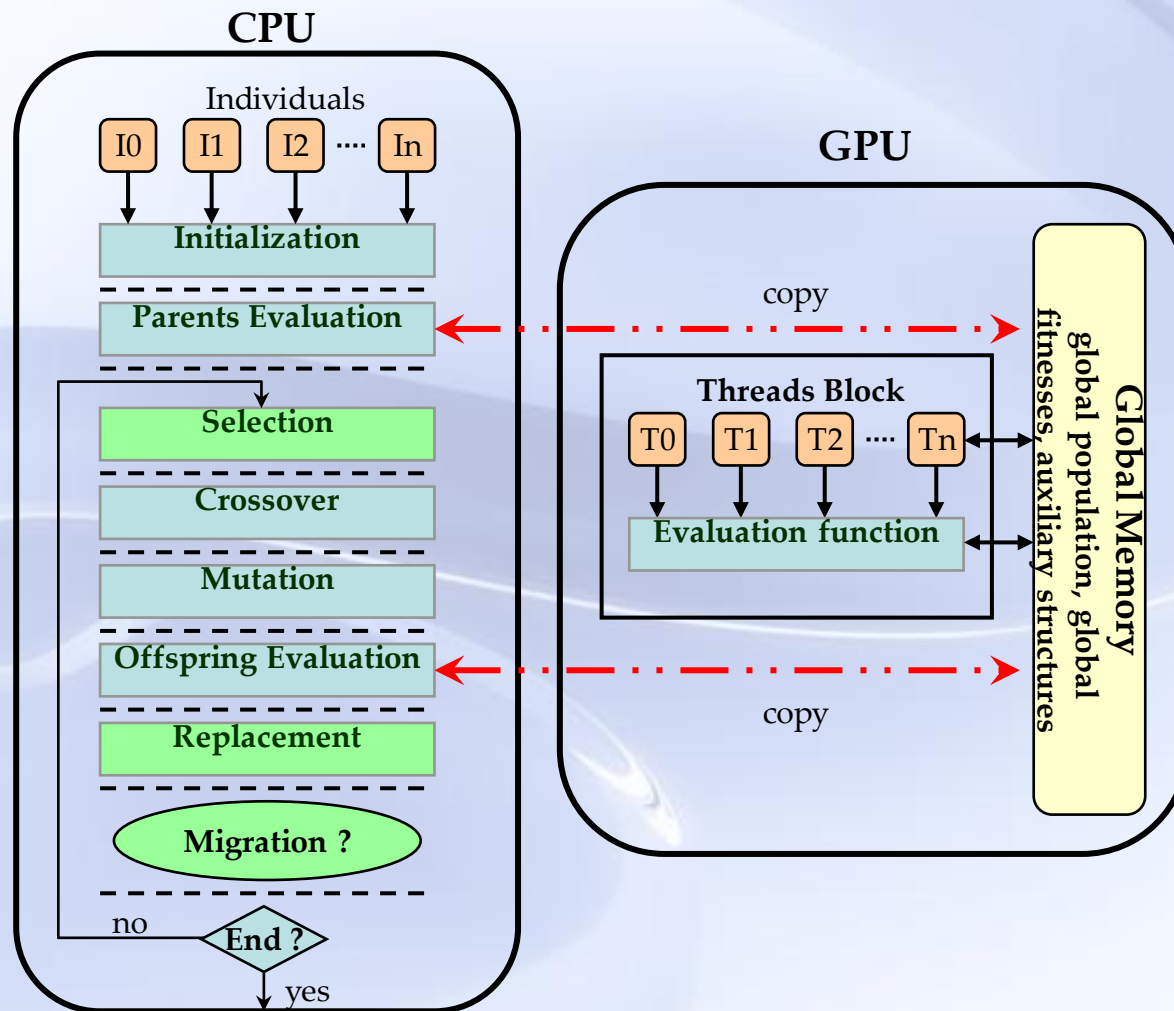 CPU
Individuals
I0 I1 I2 ···· In
Initialization
Parents Evaluation
Selection
Crossover
Mutation
Offspring Evaluation
Replacement
Migration ?
no
End ?
yes
GPU
copy
Threads Block
T0 T1 T2 ···· Tn
Evaluation function
copy
Global Memory
global population, global
fitnesses, auxiliary structures